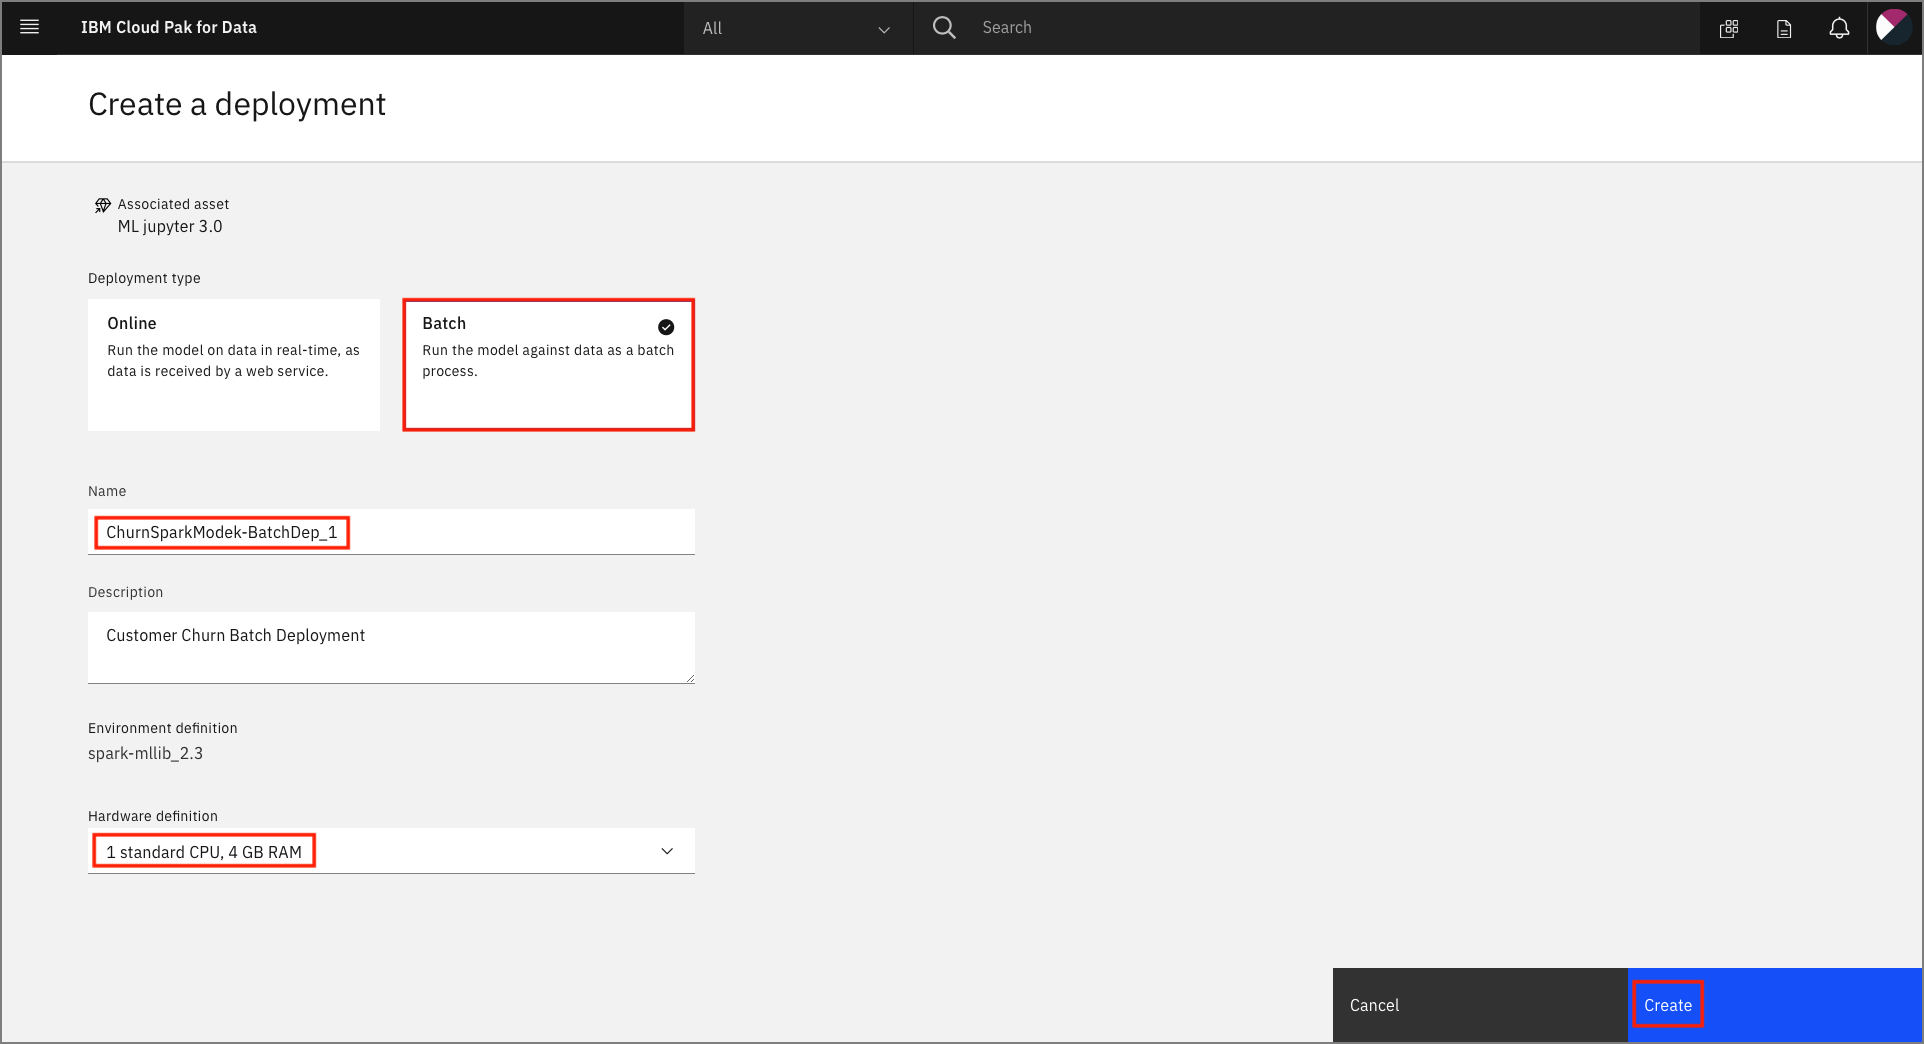 IBM Cloud Pak for Data
All
Search
Create a deployment
Associated asset
ML jupyter 3.0
Deployment type
Online
Run the model on data in real-time, as
data is received by a web service.
Batch
Run the model against data as a batch
process.
Name
ChurnSparkModek-BatchDep_1
Description
Customer Churn Batch Deployment
Environment definition
spark-mllib_2.3
Hardware definition
1 standard CPU, 4 GB RAM
Cancel
Create